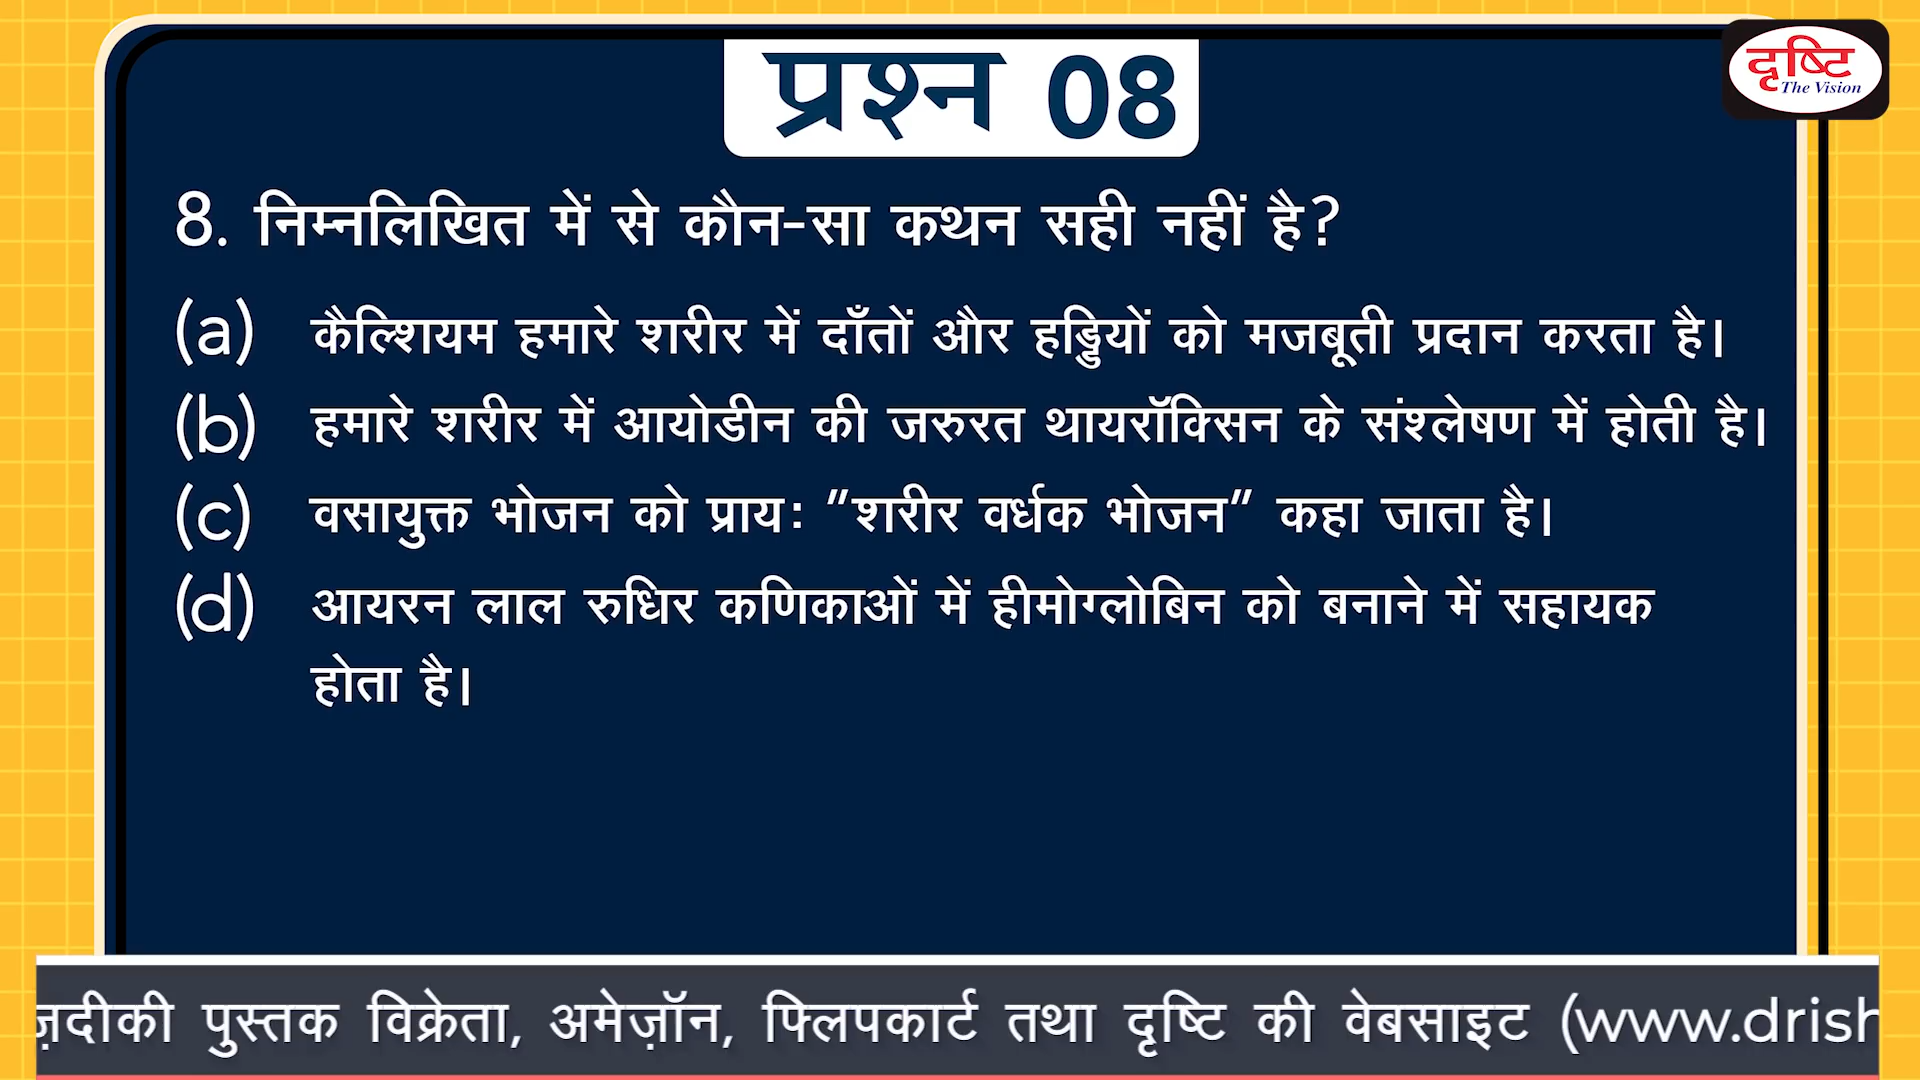 प्रश्न 08
दृष्टि
The Vision
8. निम्नलिखित में से कौन-सा कथन सही नहीं है?
(a) कैल्शियम हमारे शरीर में दाँतों और हड्डियों को मजबूती प्रदान करता है।
(b) हमारे शरीर में आयोडीन की जरुरत थायरॉक्सिन के संश्लेषण में होती है।
(c) वसायुक्त भोजन को प्रायः "शरीर वर्धक भोजन" कहा जाता है।
(d) आयरन लाल रुधिर कणिकाओं में हीमोग्लोबिन को बनाने में सहायक
होता है।
ज़दीकी पुस्तक विक्रेता, अमेज़ॉन, फ्लिपकार्ट तथा दृष्टि की वेबसाइट (www.drish